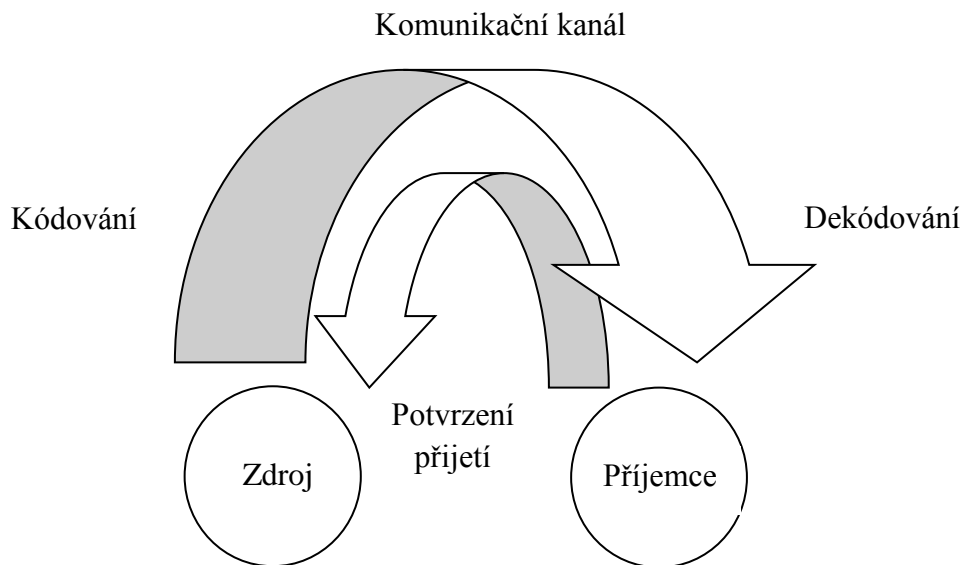 Komunikační kanál
Kódování
Dekódování
Potvrzení
přijetí
Zdroj
Příjemce